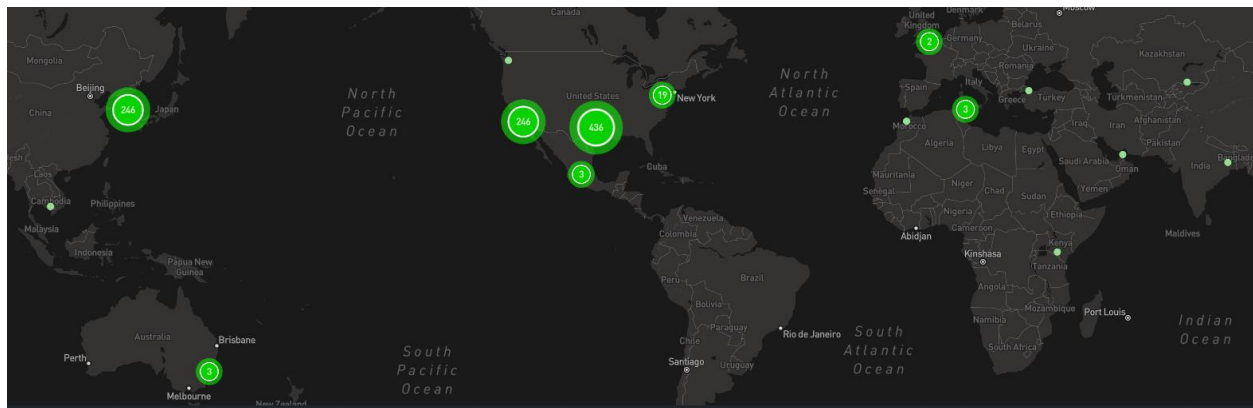 Canada
Denmark
Moscow
United
Kingdom
2
Belarus
Germany
Mongolia
Ukraine
Kazakhstan
Romania
Beijing
246
Japan
China
North
Pacific
Ocean
United States
246
436
19
New York
North
Atlantic
Ocean
Spain
Italy
3
Greece
Turkey
Turkmenistan
Morocco
Algeria
Libya
Egypt
Iraq
Iran
Afghanistan
Pakistan
Saudi Arabia
Oman
India
Banglad
Laos
Cambodia
Philippines
Malaysia
Indonesia
Papua New
Guinea
3
Cuba
Mauritania
Senegal
Niger
Chad
Sudan
Yemen
Nigeria
Ethiopia
Cameroon
Abidjan
Kenya
Kinshasa
Tanzania
Maldives
Venezuela
Colombia
Peru
Brazil
Bolivia
Paraguay
Chile
Rio de Janeiro
Santiago
Uruguay
Angola
Mozambique
Namibia
South Africa
Port Louis
Indian
Ocean
South
Atlantic
Ocean
South
Pacific
Ocean
Australia
Brisbane
Perth
3
Melbourne
New Zealand